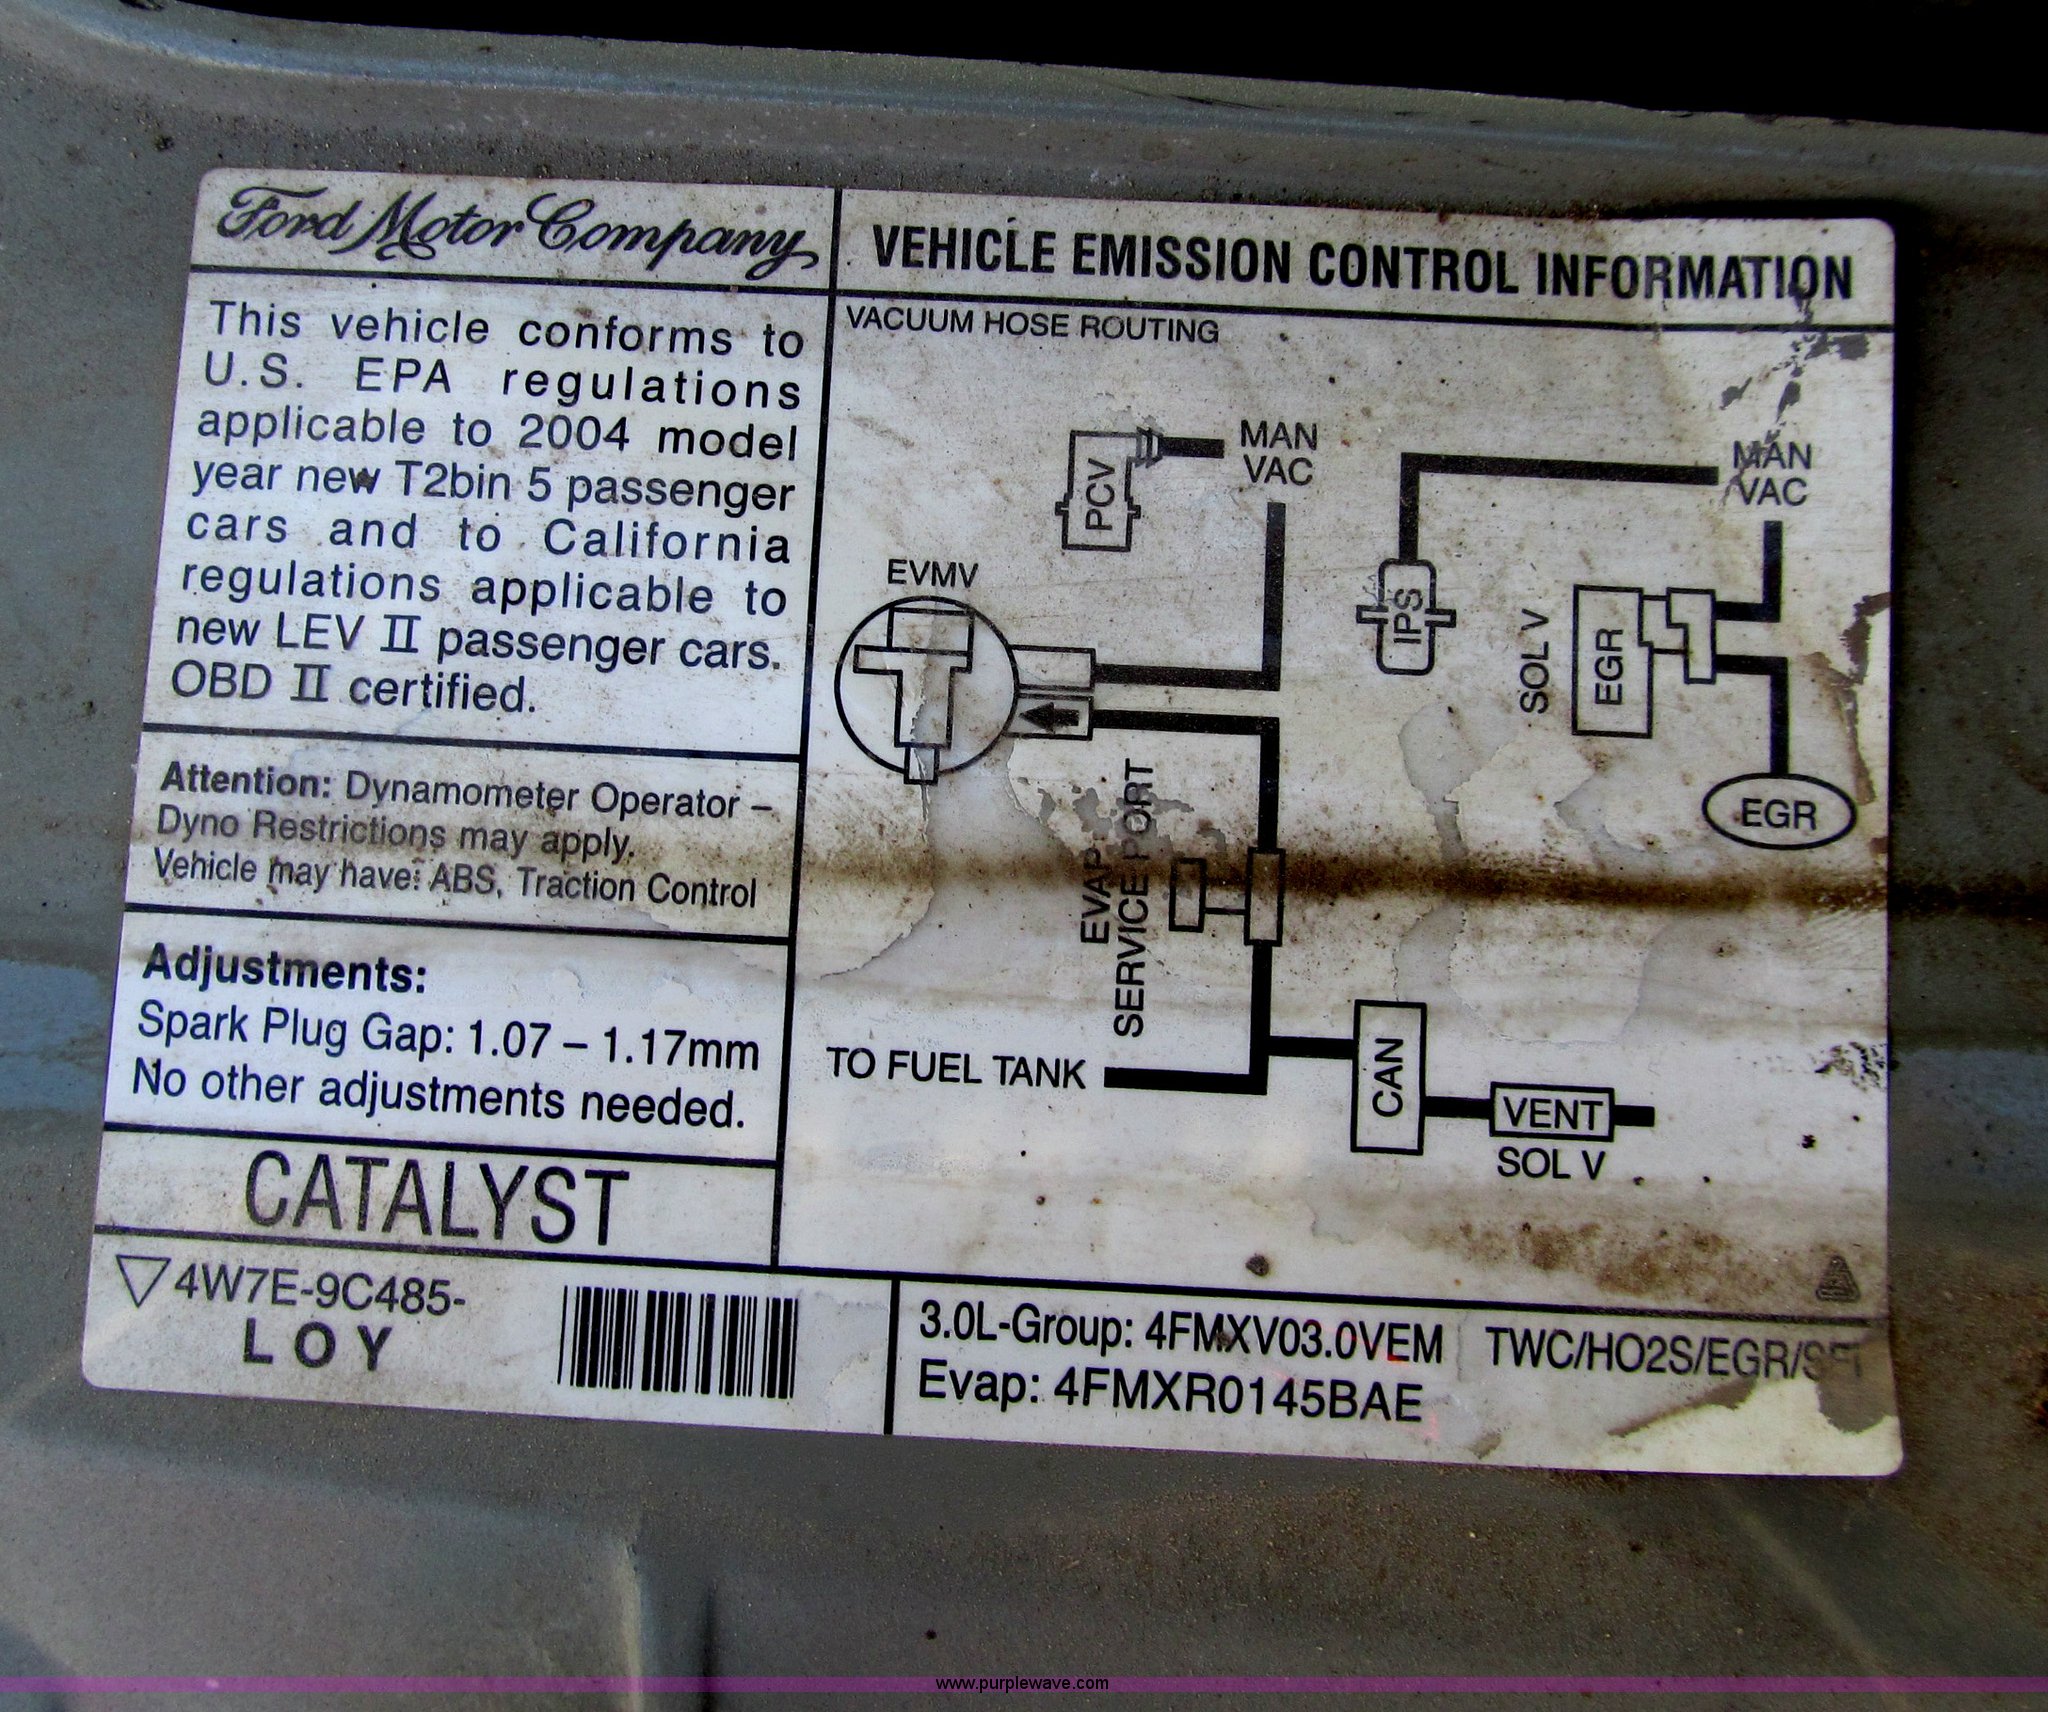 Ford Motor Company
VEHICLE EMISSION CONTROL INFORMATION
This vehicle conforms to
U.S. EPA regulations
applicable to 2004 model
year new T2bin 5 passenger
cars and to California
regulations applicable to
new LEV II passenger cars.
OBD II certified.
Attention: Dynamometer Operator –
Dyno Restrictions may apply.
Vehicle may have: ABS, Traction Control
Adjustments:
Spark Plug Gap: 1.07 – 1.17mm
No other adjustments needed.
CATALYST
4W7E-9C485-
LOY
VACUUM HOSE ROUTING
PCV
MAN
VAC
MAN
VAC
EVMV
IPS
SOL V
EGR
EGR
EVAP
SERVICE PORT
TO FUEL TANK
CAN
VENT
SOL V
3.0L-Group: 4FMXV03.0VEM TWC/HO2S/EGR/SFI
Evap: 4FMXR0145BAE
www.purplewave.com